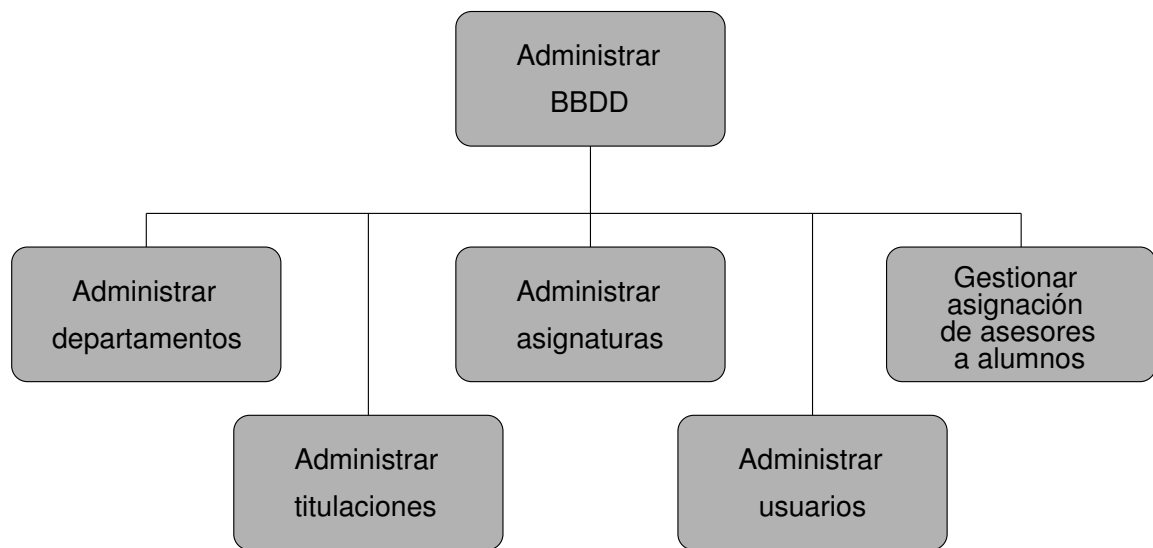 Administrar
BBDD
Administrar
departamentos
Administrar
asignaturas
Gestionar
asignación
de asesores
a alumnos
Administrar
titulaciones
Administrar
usuarios